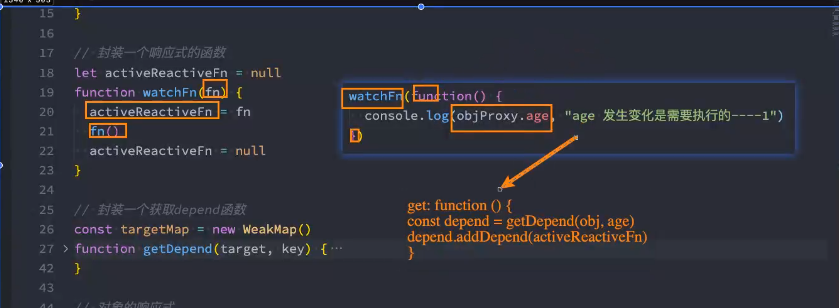 15 }
16
17 // 封装一个响应式的函数
18 let activeReactiveFn = null
19 function watchFn(fn) {
20 activeReactiveFn = fn
21 fn()
22 activeReactiveFn = null
23 }
24
25 // 封装一个获取depend函数
26 const targetMap = new WeakMap()
27 function getDepend(target, key) {…
42 }
43
// 对象的响应式
watchFn(function() {
console.log(objProxy.age, "age 发生变化是需要执行的----1")
})
get: function () {
const depend = getDepend(obj, age)
depend.addDepend(activeReactiveFn)
}